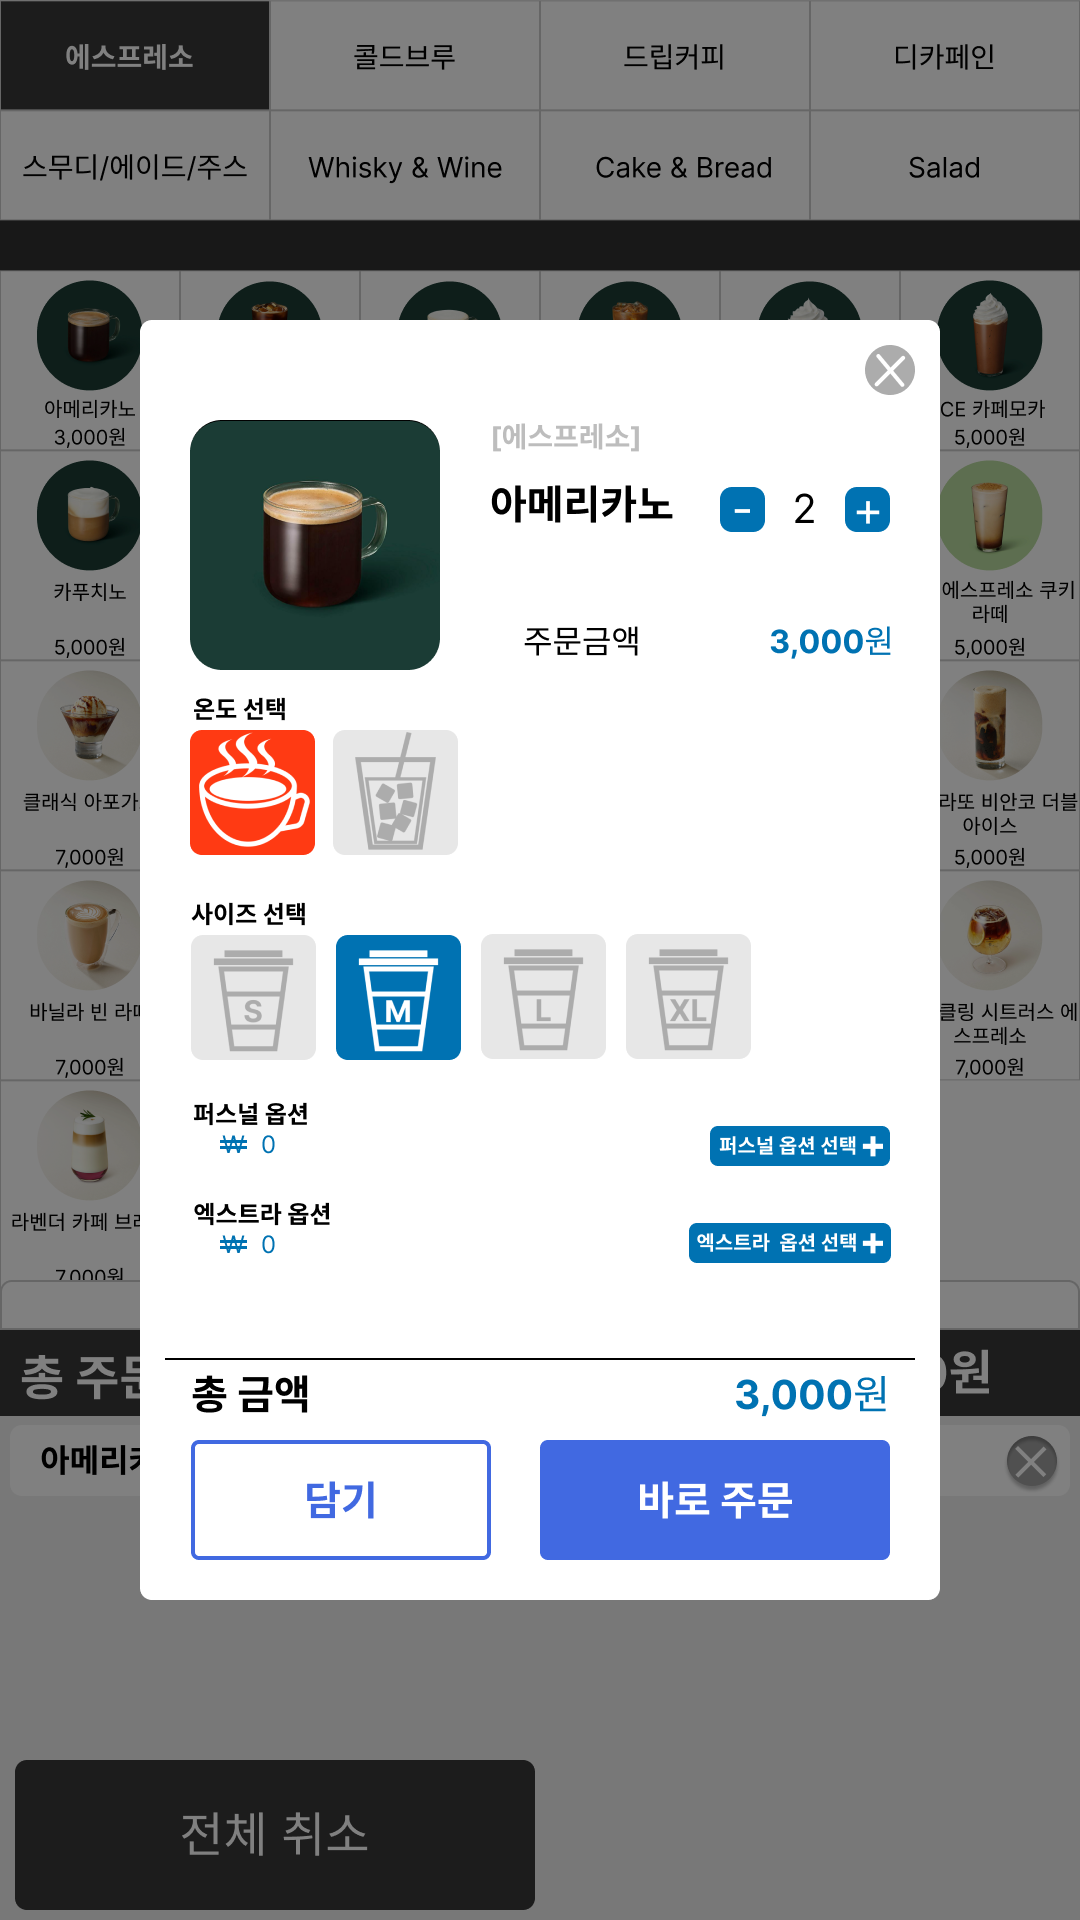 에스프레소 콜드브루 드립커피 디카페인
스무디/에이드/주스 Whisky & Wine Cake & Bread Salad
아메리카노
3,000원
CE 카페모카
5,000원
카푸치노
5,000원
에스프레소 쿠키
라떼
5,000원
클래식 아포가
7,000원
라또 비안코 더블
아이스
5,000원
바닐라 빈 라
7,000원
클링 시트러스 에
스프레소
7,000원
라벤더 카페 브
7,000원
[에스프레소]
아메리카노 - 2 +
주문금액 3,000원
온도 선택
사이즈 선택
S M L XL
퍼스널 옵션
₩ 0
퍼스널 옵션 선택 +
엑스트라 옵션
₩ 0
엑스트라 옵션 선택 +
총 금액 3,000원
담기 바로 주문
총 주문
0원
아메리카
전체 취소